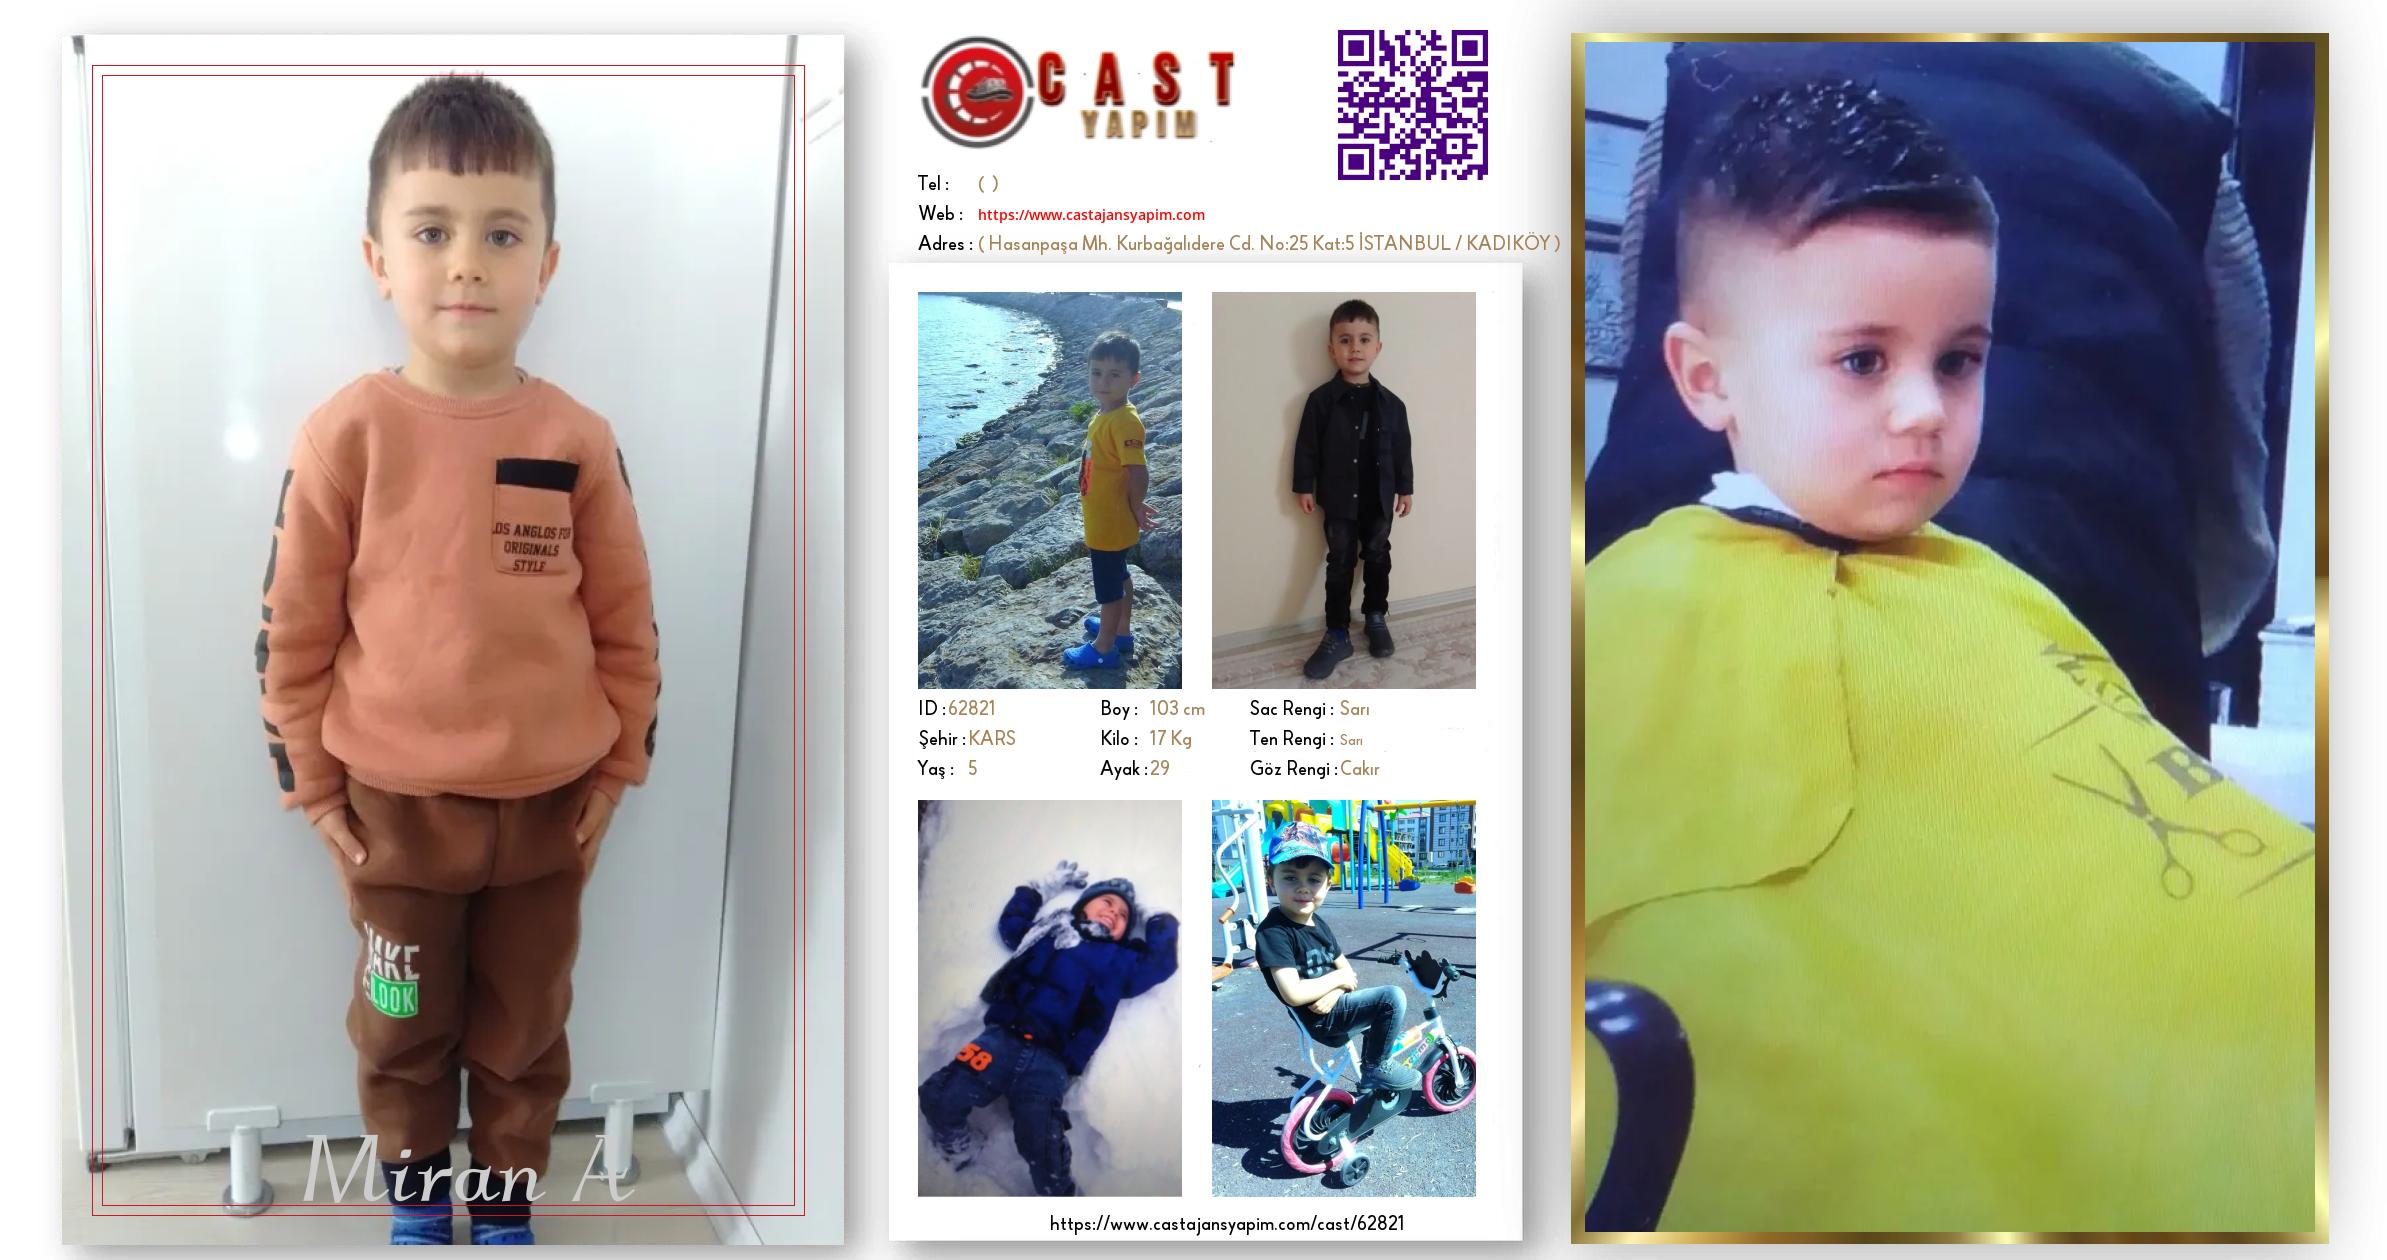 LOS ANGLOS FOR
ORIGINALS
STYLE
LOOK
Miran A
CAST
YAPIM
Tel : ( )
Web : https://www.castajansyapim.com
Adres : ( Hasanpaşa Mh. Kurbağalıdere Cd. No:25 Kat:5 İSTANBUL / KADIKÖY )
ID : 62821 Boy : 103 cm Sac Rengi : Sarı
Şehir : KARS Kilo : 17 Kg Ten Rengi : Sarı
Yaş : 5 Ayak : 29 Göz Rengi : Cakır
58
https://www.castajansyapim.com/cast/62821
B